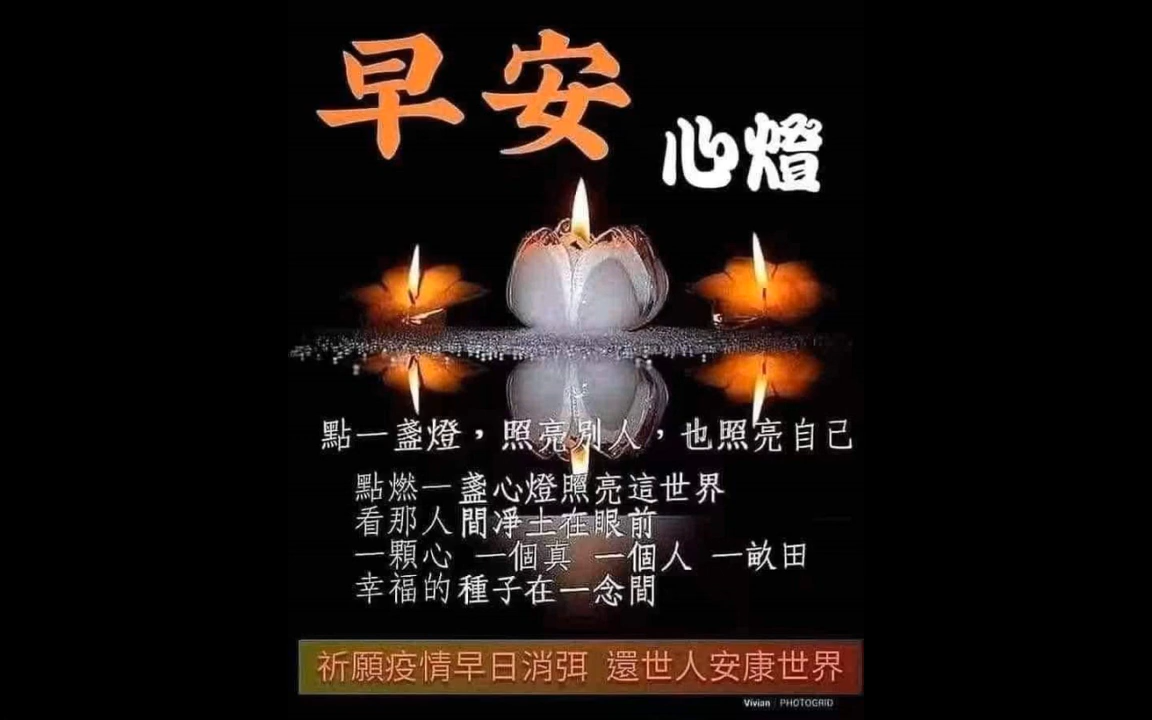 早安
心燈
點一盞燈，照亮別人，也照亮自己
點燃一盞心燈照亮這世界
看那人間凈土在眼前
一顆心 一個真 一個人 一畝田
幸福的種子在一念間
祈願疫情早日消弭 還世人安康世界
Vivian | PHOTOGRID